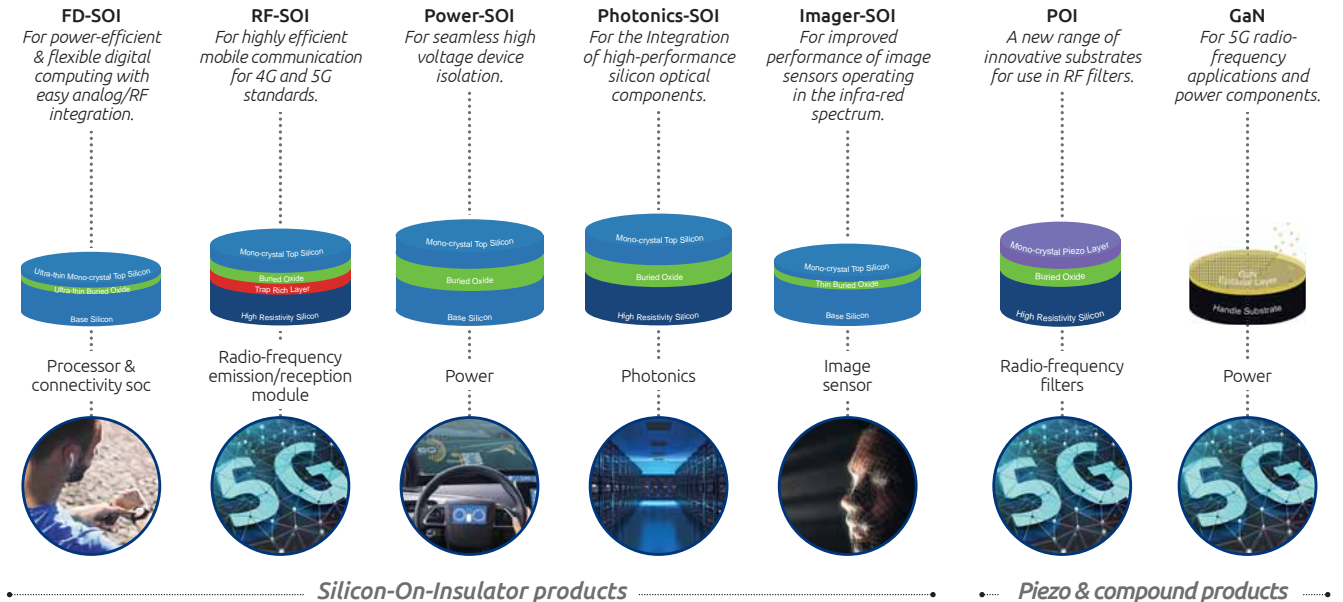 FD-SOI
For power-efficient
& flexible digital
computing with
easy analog/RF
integration.
Ultra-thin Mono-crystal Top Silicon
Ultra-thin Buried Oxide
Base Silicon
Processor &
connectivity soc
RF-SOI
For highly efficient
mobile communication
for 4G and 5G
standards.
Mono-crystal Top Silicon
Buried Oxide
Trap Rich Layer
High Resistivity Silicon
Radio-frequency
emission/reception
module
5G
Power-SOI
For seamless high
voltage device
isolation.
Mono-crystal Top Silicon
Buried Oxide
Base Silicon
Power
Photonics-SOI
For the Integration
of high-performance
silicon optical
components.
Mono-crystal Top Silicon
Buried Oxide
High Resistivity Silicon
Photonics
Imager-SOI
For improved
performance of image
sensors operating
in the infra-red
spectrum.
Mono-crystal Top Silicon
Thin Buried Oxide
Base Silicon
Image
sensor
POI
A new range of
innovative substrates
for use in RF filters.
Mono-crystal Piezo Layer
Buried Oxide
High Resistivity Silicon
Radio-frequency
filters
5G
GaN
For 5G radio-
frequency
applications and
power components.
GaN
Epitaxial Layer
Handle Substrate
Power
5G
Silicon-On-Insulator products
Piezo & compound products